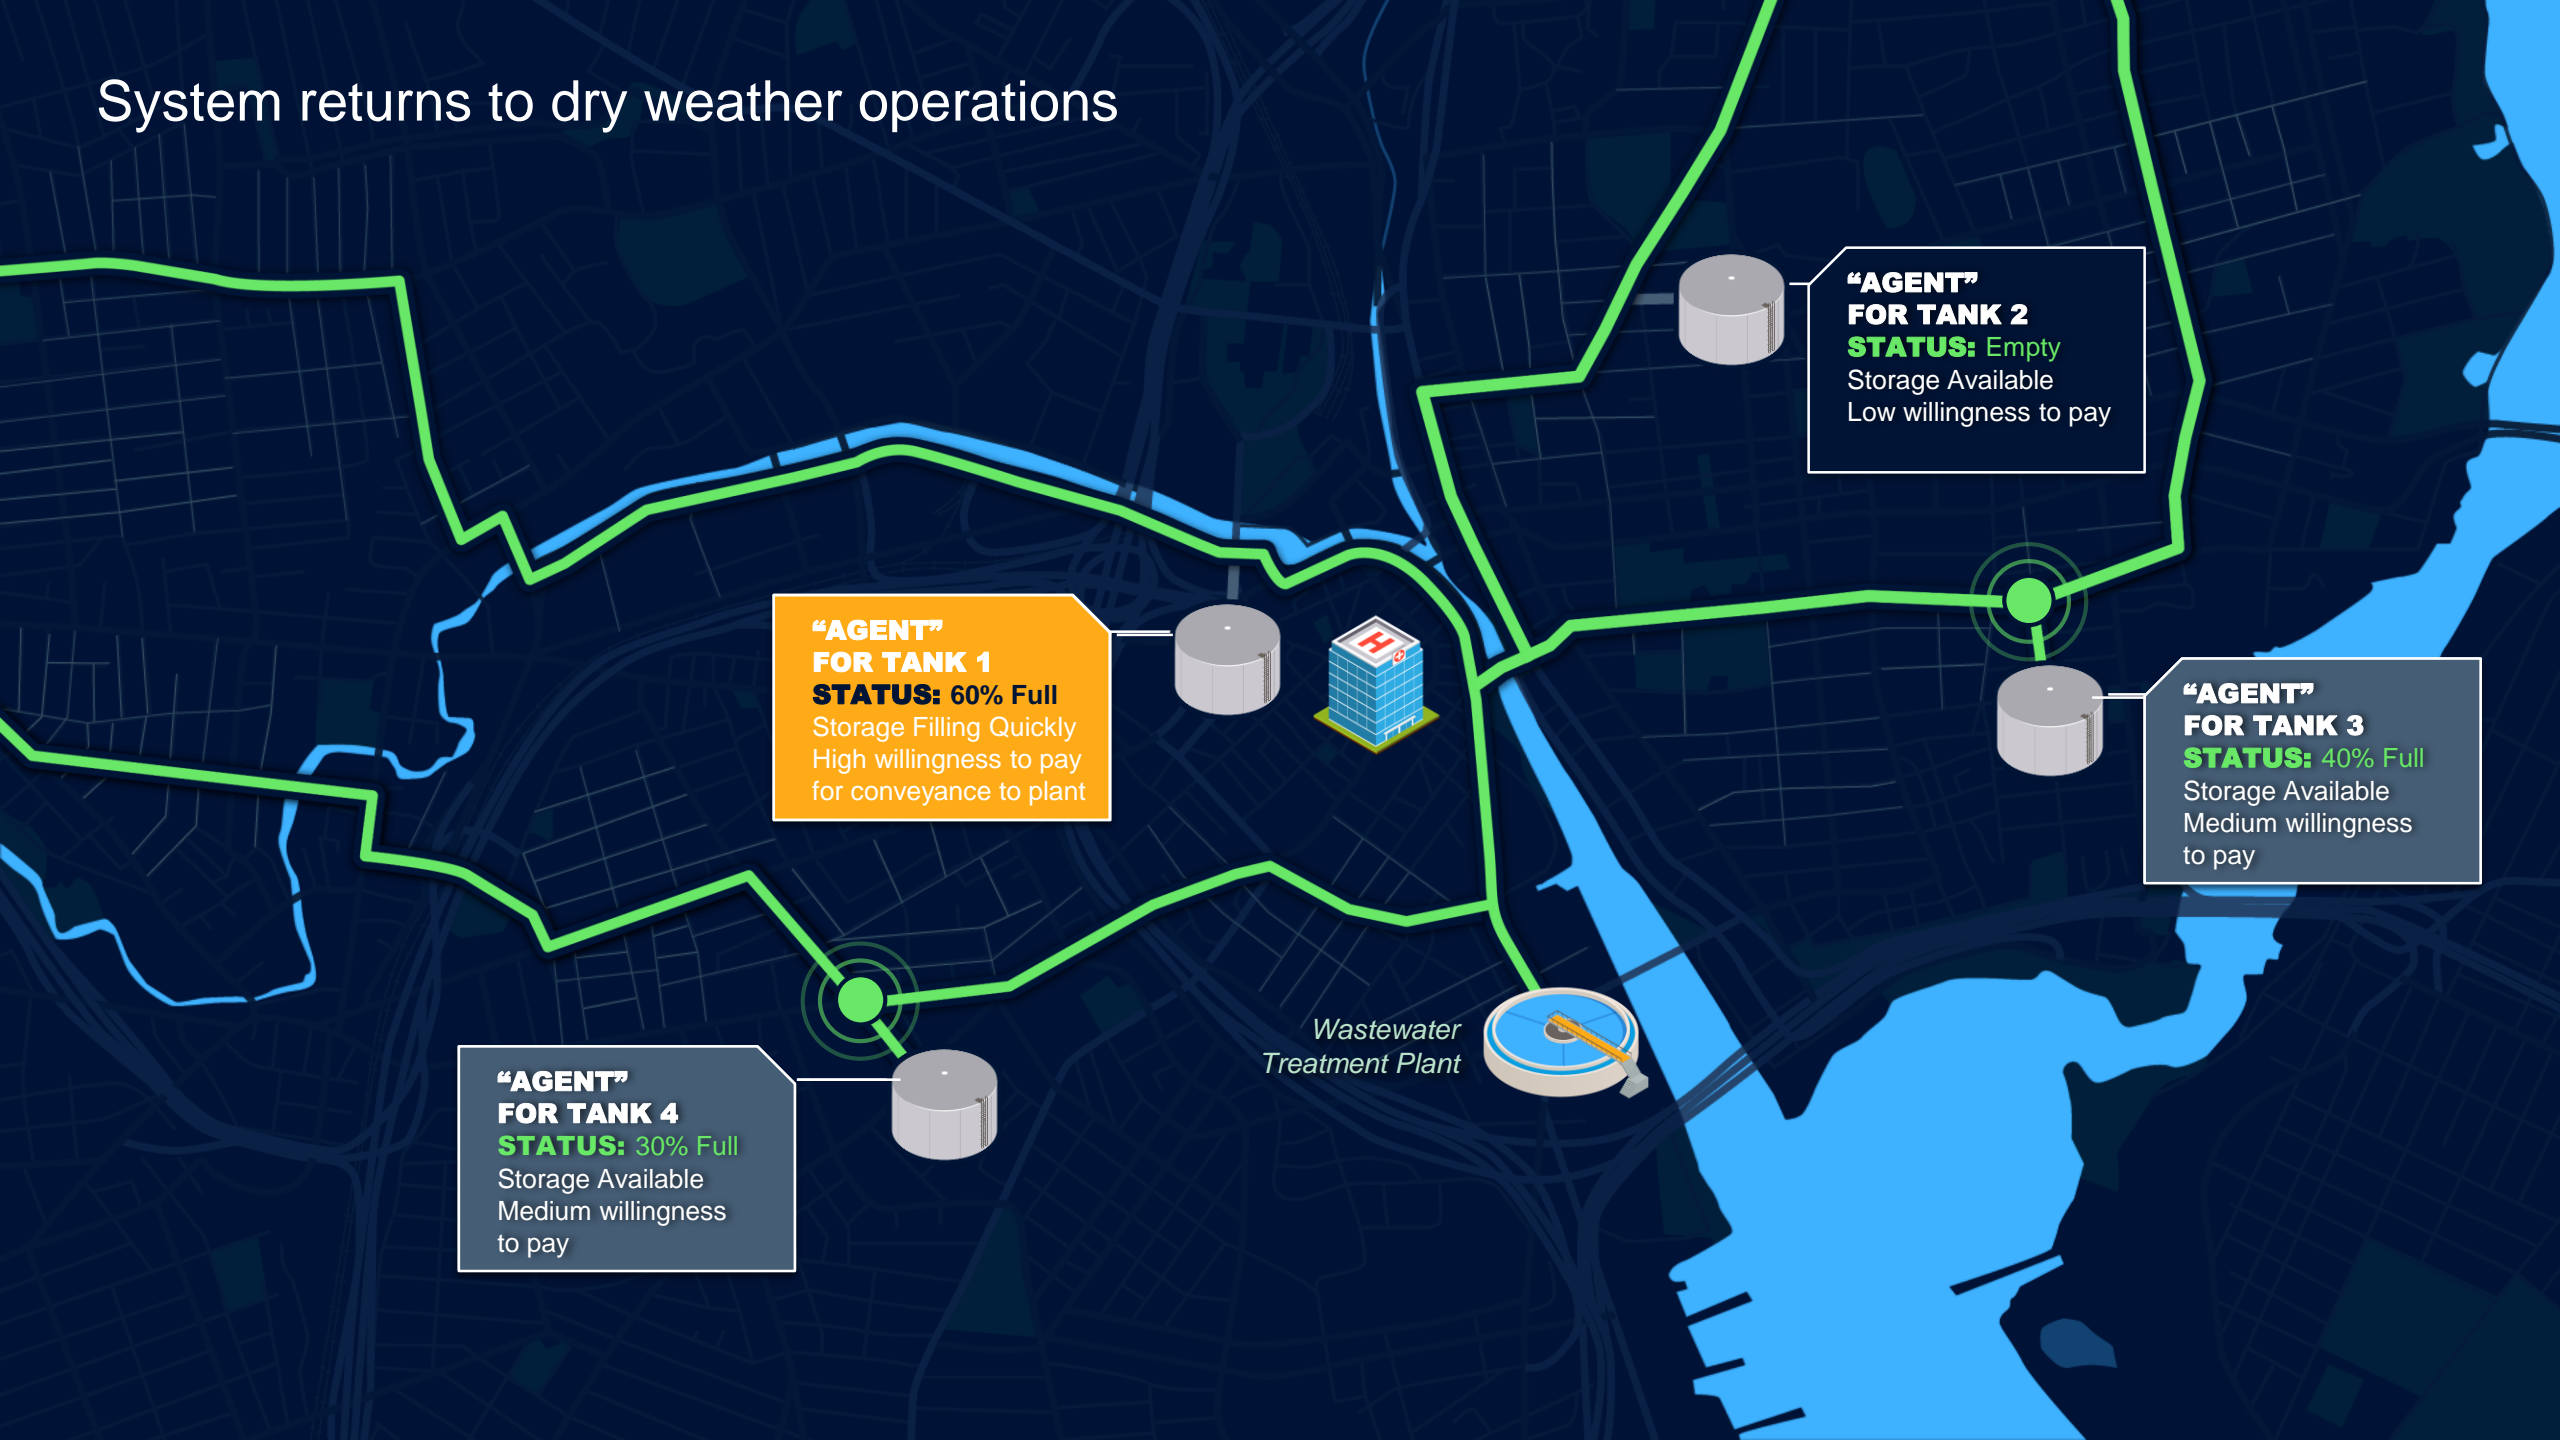 System returns to dry weather operations
“AGENT”
FOR TANK 2
STATUS: Empty
Storage Available
Low willingness to pay
“AGENT”
FOR TANK 1
STATUS: 60% Full
Storage Filling Quickly
High willingness to pay
for conveyance to plant
H
“AGENT”
FOR TANK 3
STATUS: 40% Full
Storage Available
Medium willingness
to pay
Wastewater
Treatment Plant
“AGENT”
FOR TANK 4
STATUS: 30% Full
Storage Available
Medium willingness
to pay